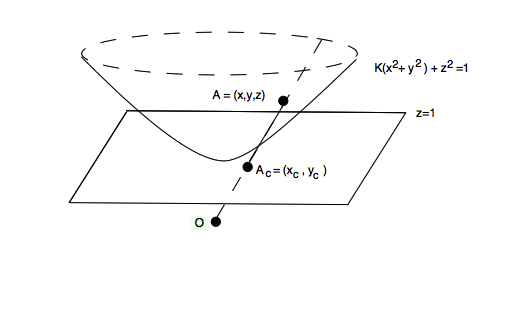 K(x²+ y²) + z² =1
A = (x,y,z)
z=1
A_c = (x_c , y_c )
O